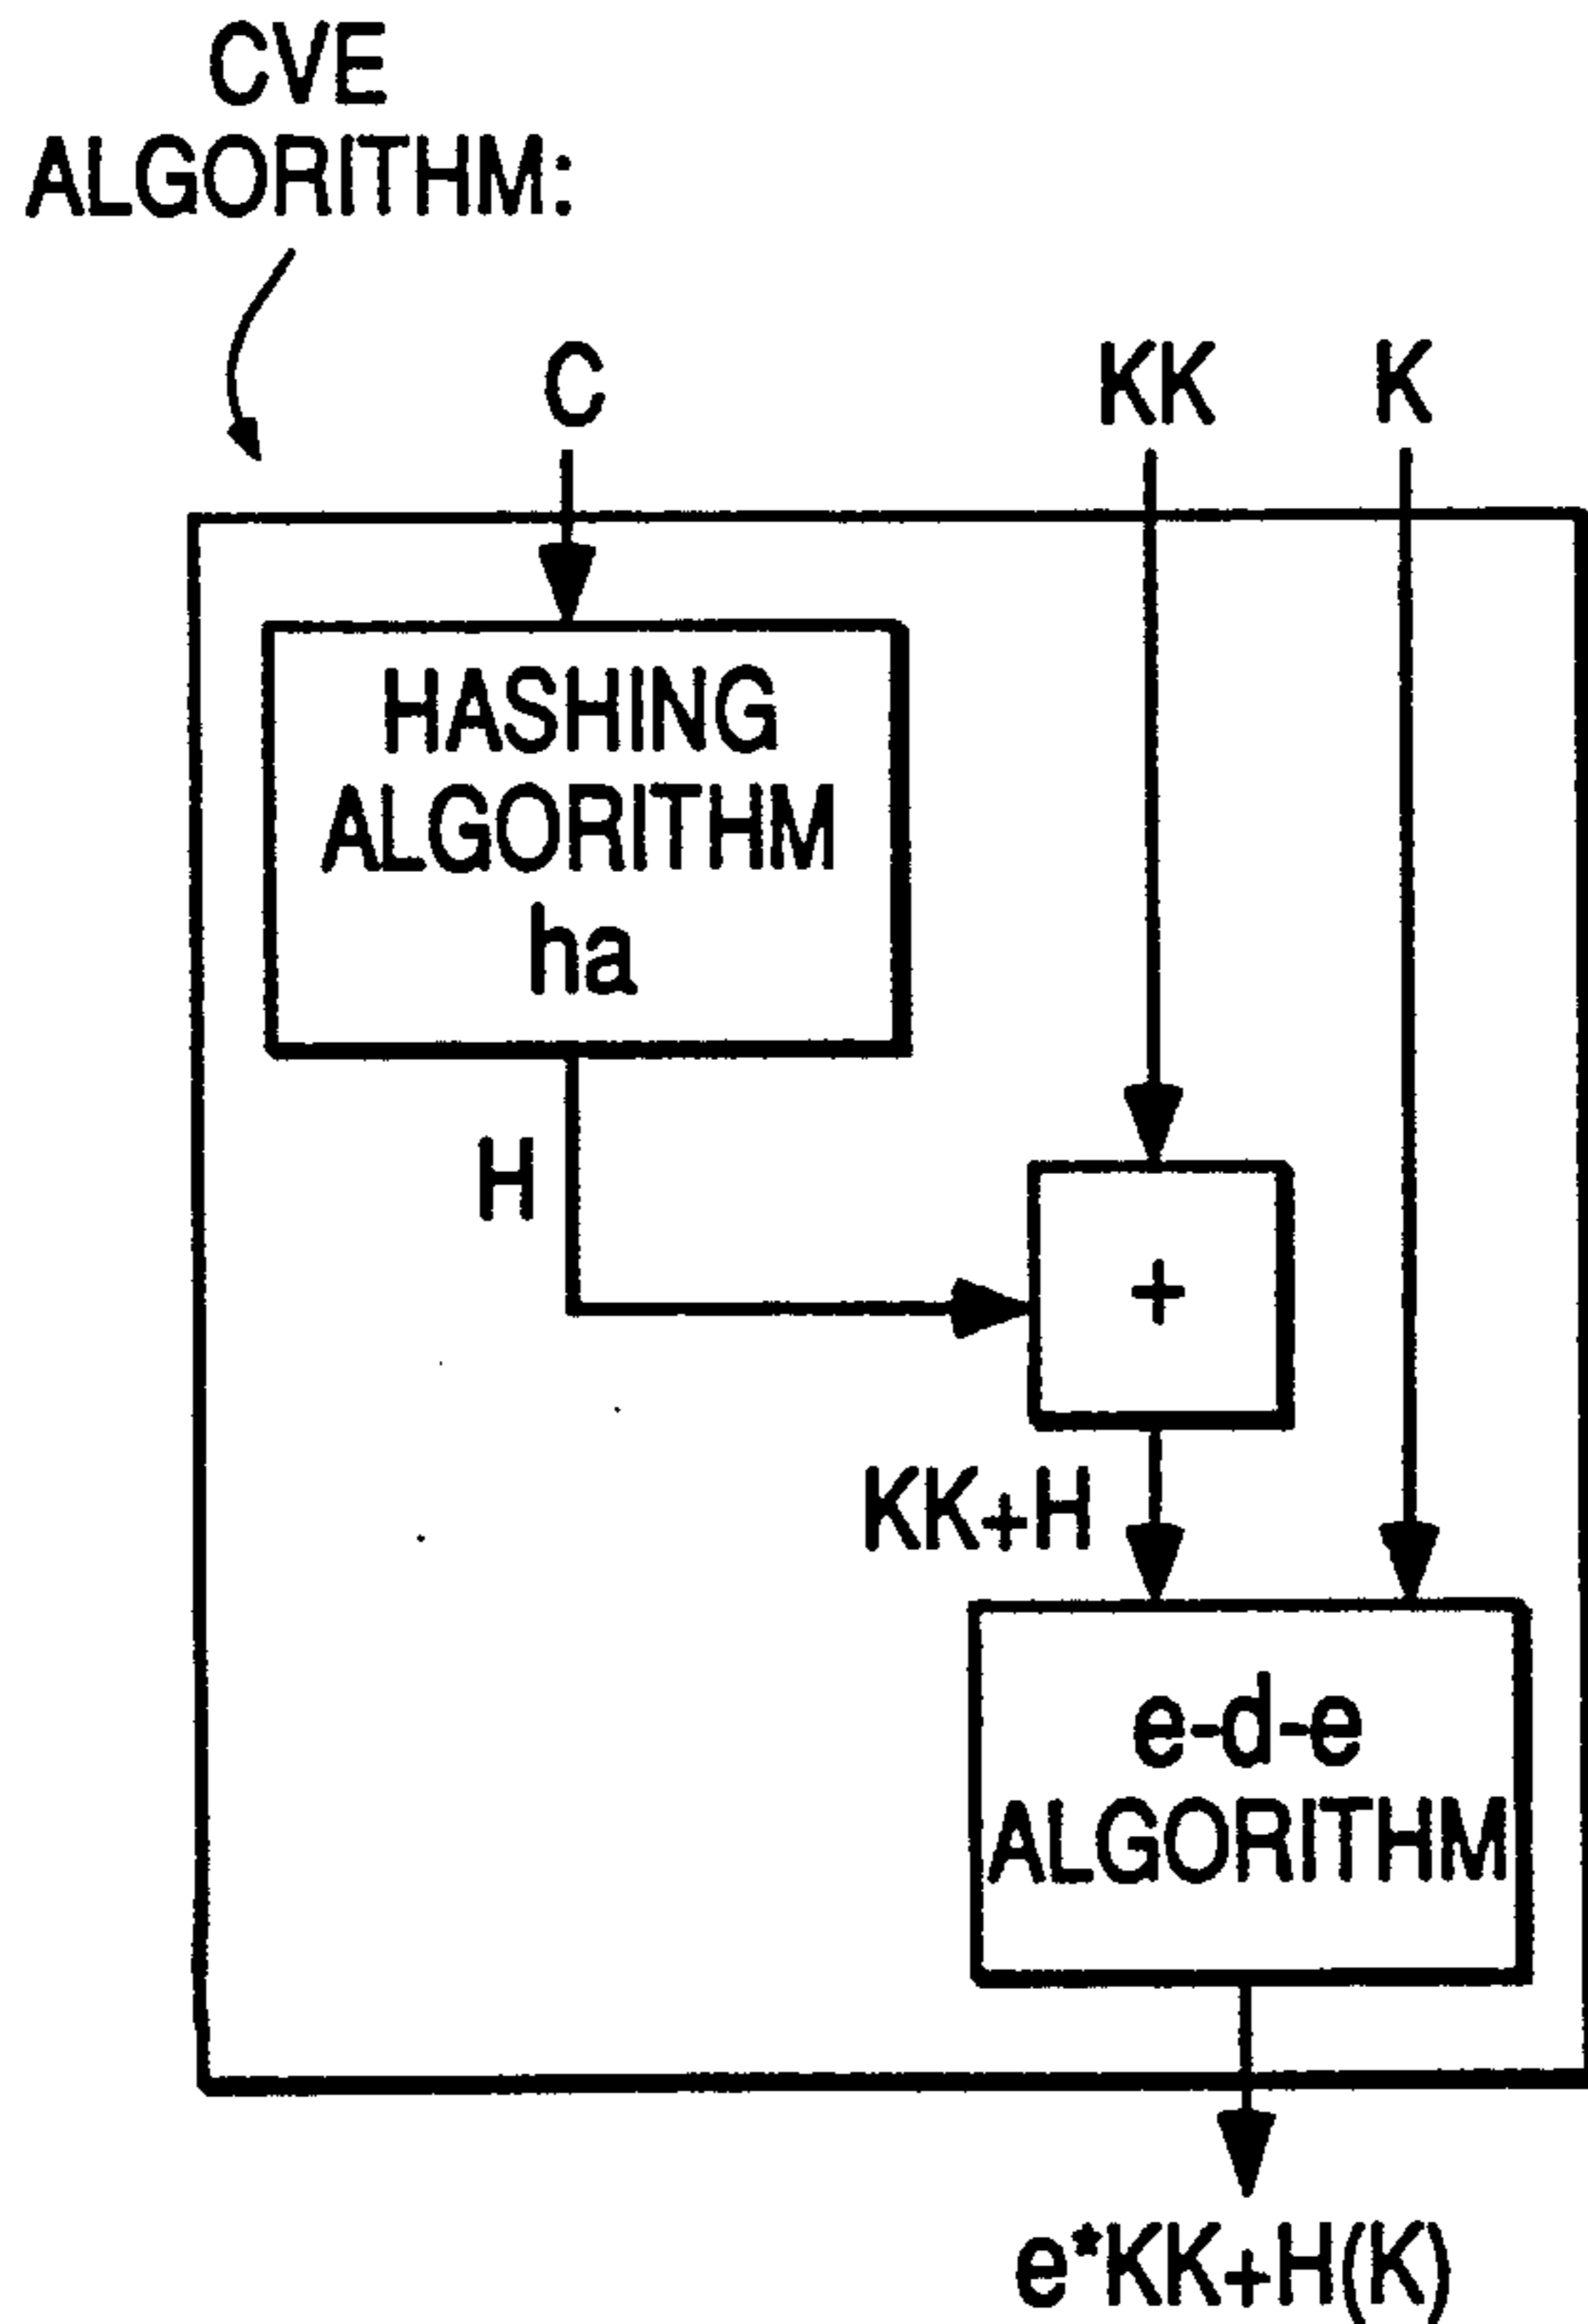 CVE
ALGORITHM:
C KK K
HASHING
ALGORITHM
ha
H
+
KK+H
e-d-e
ALGORITHM
e*KK+H(K)